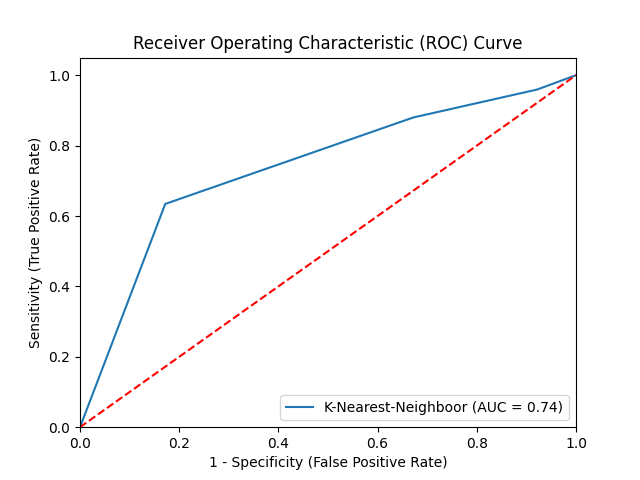 Receiver Operating Characteristic (ROC) Curve
Sensitivity (True Positive Rate)
1.0
0.8
0.6
0.4
0.2
0.0
K-Nearest-Neighboor (AUC = 0.74)
0.0 0.2 0.4 0.6 0.8 1.0
1 - Specificity (False Positive Rate)